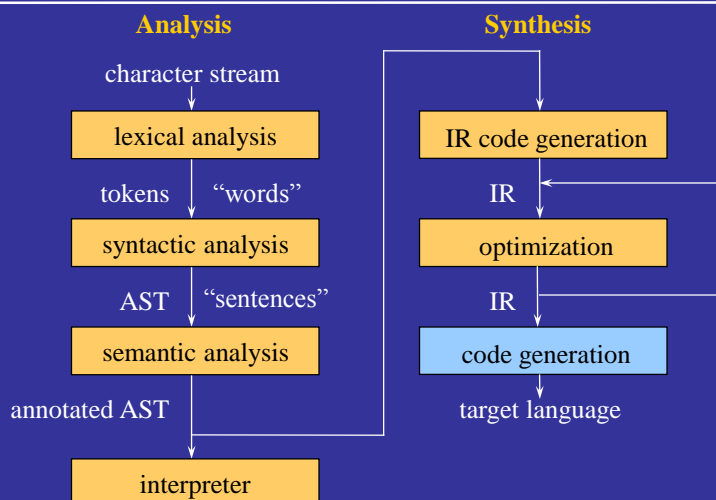 Analysis
character stream
lexical analysis
tokens “words”
syntactic analysis
AST “sentences”
semantic analysis
annotated AST
interpreter
Synthesis
IR code generation
IR
optimization
IR
code generation
target language